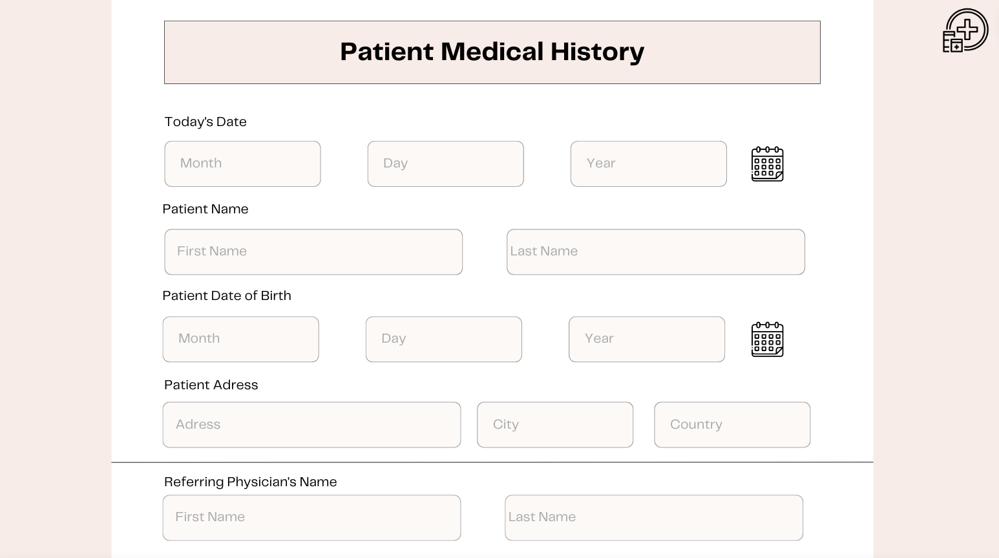 Patient Medical History
Today's Date
Month Day Year
Patient Name
First Name Last Name
Patient Date of Birth
Month Day Year
Patient Adress
Adress City Country
Referring Physician's Name
First Name Last Name